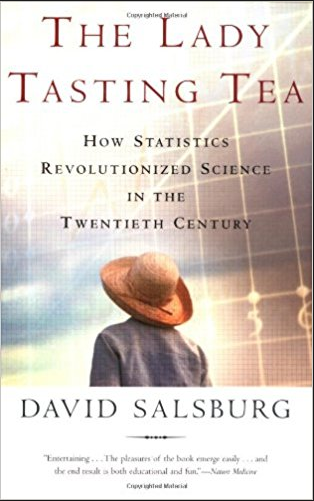 THE LADY
TASTING TEA
HOW STATISTICS
REVOLUTIONIZED SCIENCE
IN THE
TWENTIETH CENTURY
DAVID SALSBURG
"Entertaining . . . The pleasures of the book emerge easily . . . and
the end result is both educational and fun."—Nature Medicine